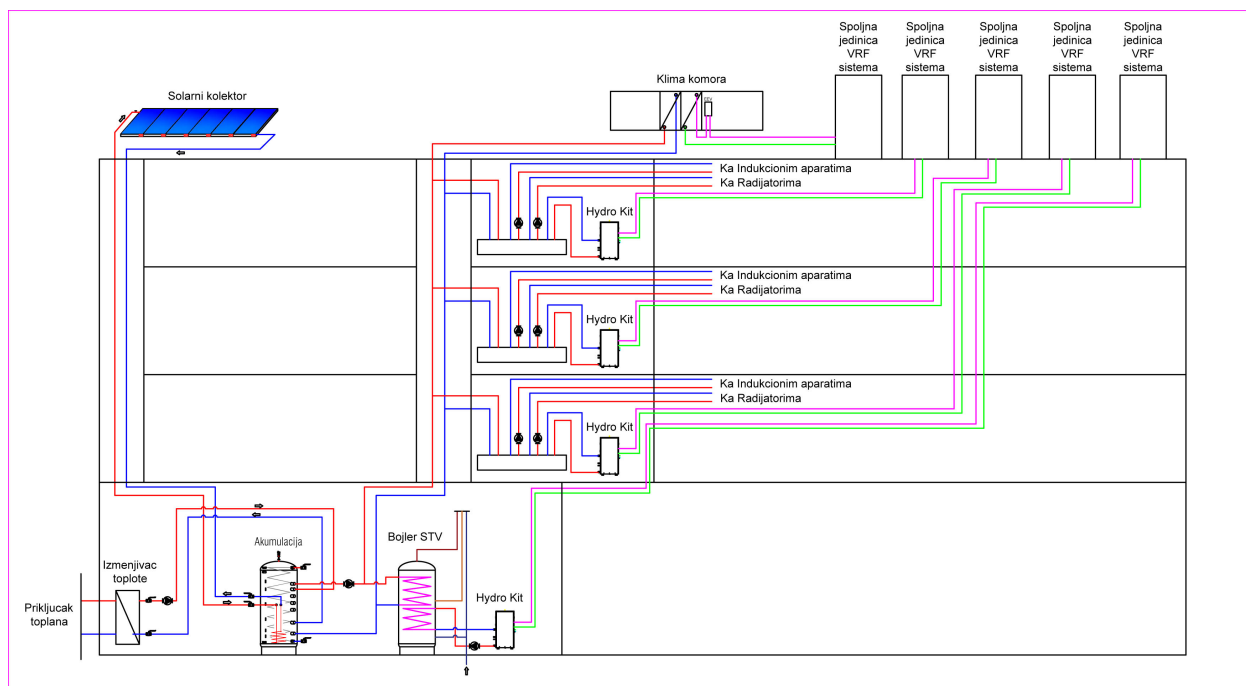 Spoljna
jedinica
VRF
sistema
Spoljna
jedinica
VRF
sistema
Spoljna
jedinica
VRF
sistema
Spoljna
jedinica
VRF
sistema
Spoljna
jedinica
VRF
sistema
Klima komora
Solarni kolektor
Ka Indukcionim aparatima
Ka Radijatorima
Hydro Kit
Ka Indukcionim aparatima
Ka Radijatorima
Hydro Kit
Ka Indukcionim aparatima
Ka Radijatorima
Hydro Kit
Akumulacija
Bojler STV
Izmenjivac
toplote
Prikljucak
toplana
Hydro Kit